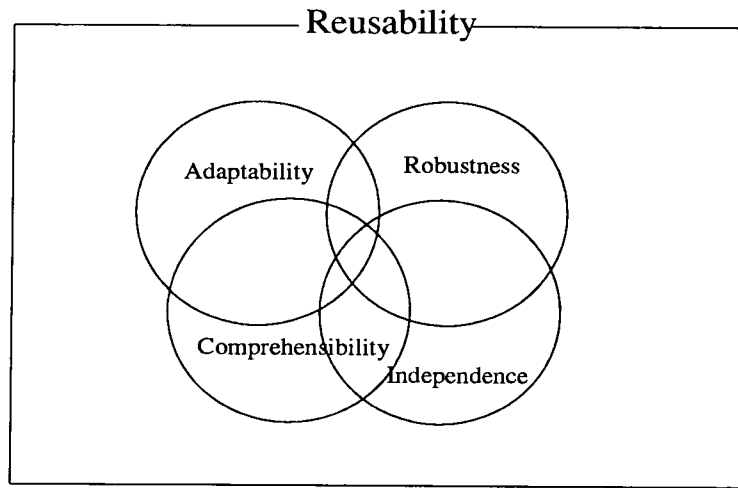 Reusability
Adaptability
Robustness
Comprehensibility
Independence